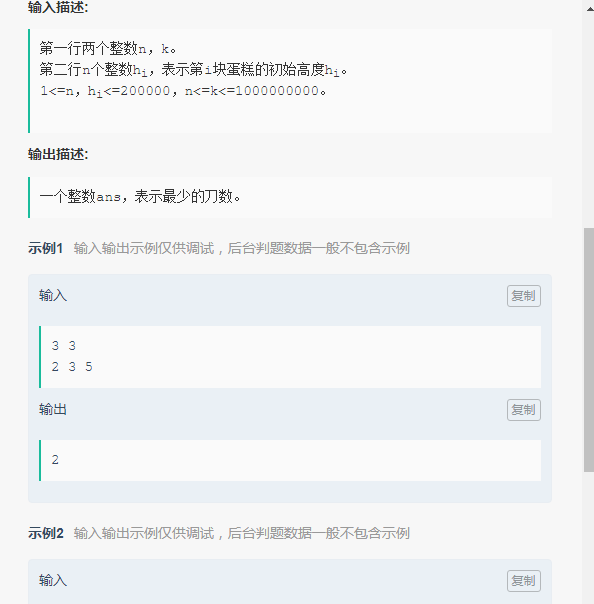 输入描述:
第一行两个整数n，k。
第二行n个整数hi，表示第i块蛋糕的初始高度hi。
1<=n，hi<=200000，n<=k<=1000000000。
输出描述:
一个整数ans，表示最少的刀数。
示例1 输入输出示例仅供调试，后台判题数据一般不包含示例
输入 复制
3 3
2 3 5
输出 复制
2
示例2 输入输出示例仅供调试，后台判题数据一般不包含示例
输入 复制